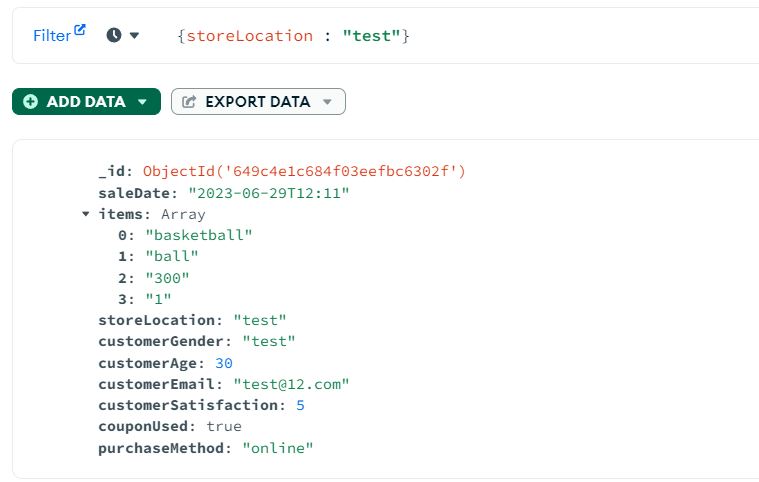 Filter {storeLocation : "test"}
ADD DATA EXPORT DATA
_id: ObjectId('649c4e1c684f03eefbc6302f')
saleDate: "2023-06-29T12:11"
items: Array
0: "basketball"
1: "ball"
2: "300"
3: "1"
storeLocation: "test"
customerGender: "test"
customerAge: 30
customerEmail: "test@12.com"
customerSatisfaction: 5
couponUsed: true
purchaseMethod: "online"